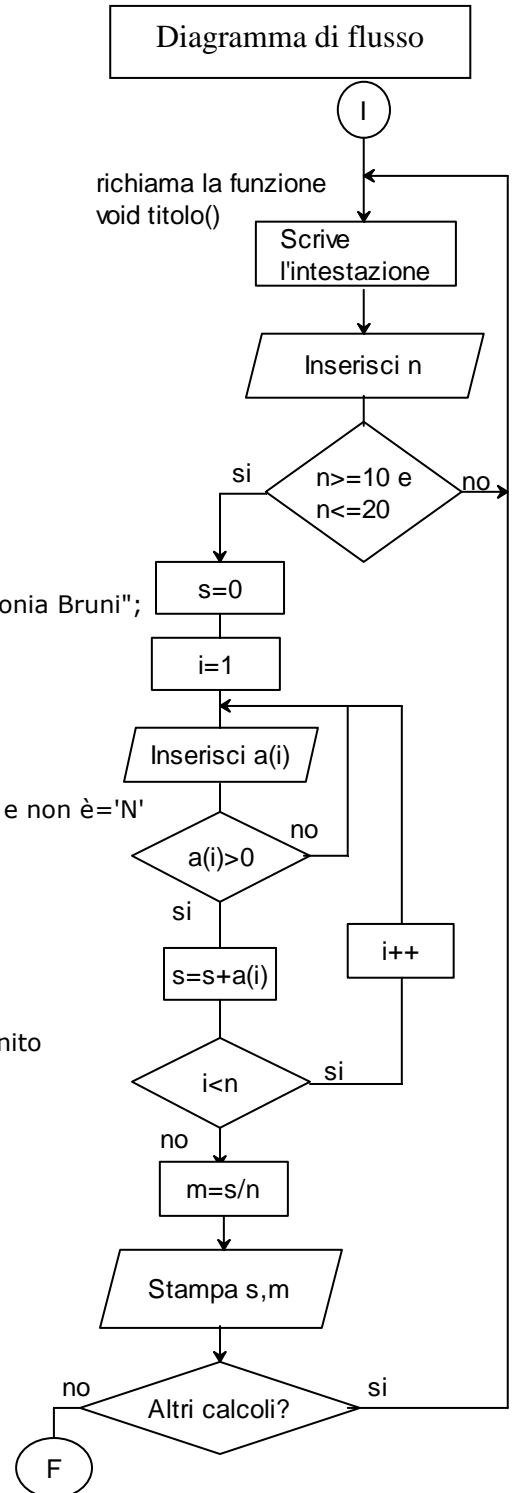 Diagramma di flusso
I
richiama la funzione
void titolo()
Scrive
l'intestazione
Inserisci n
si
n>=10 e
n<=20
no
onia Bruni";
s=0
i=1
Inserisci a(i)
e non è='N'
no
a(i)>0
si
i++
s=s+a(i)
nito
i<n
si
no
m=s/n
Stampa s,m
no
Altri calcoli?
si
F